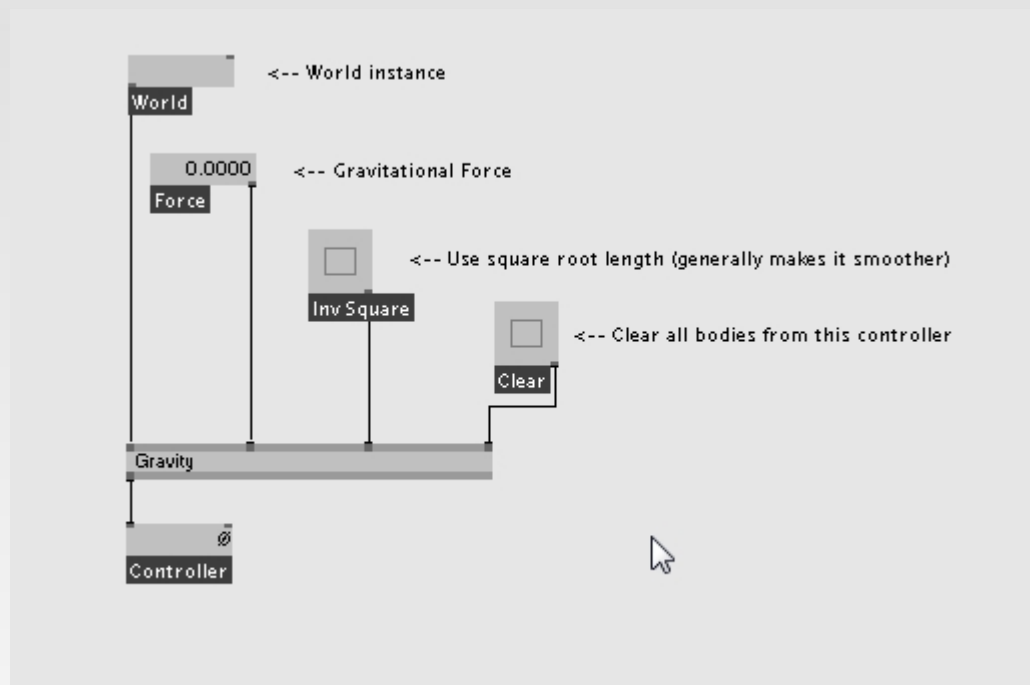 <-- World instance
World
0.0000
<-- Gravitational Force
Force
<-- Use square root length (generally makes it smoother)
Inv Square
<-- Clear all bodies from this controller
Clear
Gravity
Ø
Controller